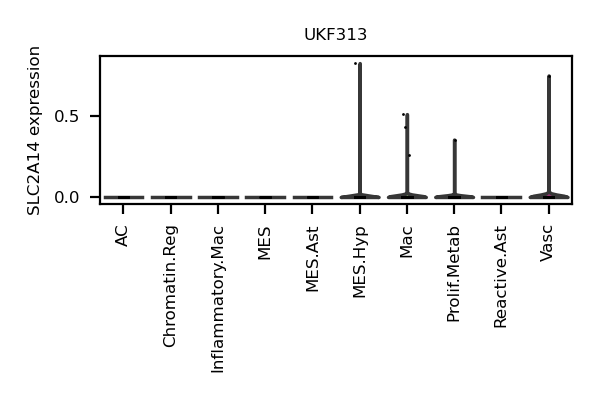 UKF313
SLC2A14 expression
0.5
0.0
AC
Chromatin.Reg
Inflammatory.Mac
MES
MES.Ast
MES.Hyp
Mac
Prolif.Metab
Reactive.Ast
Vasc